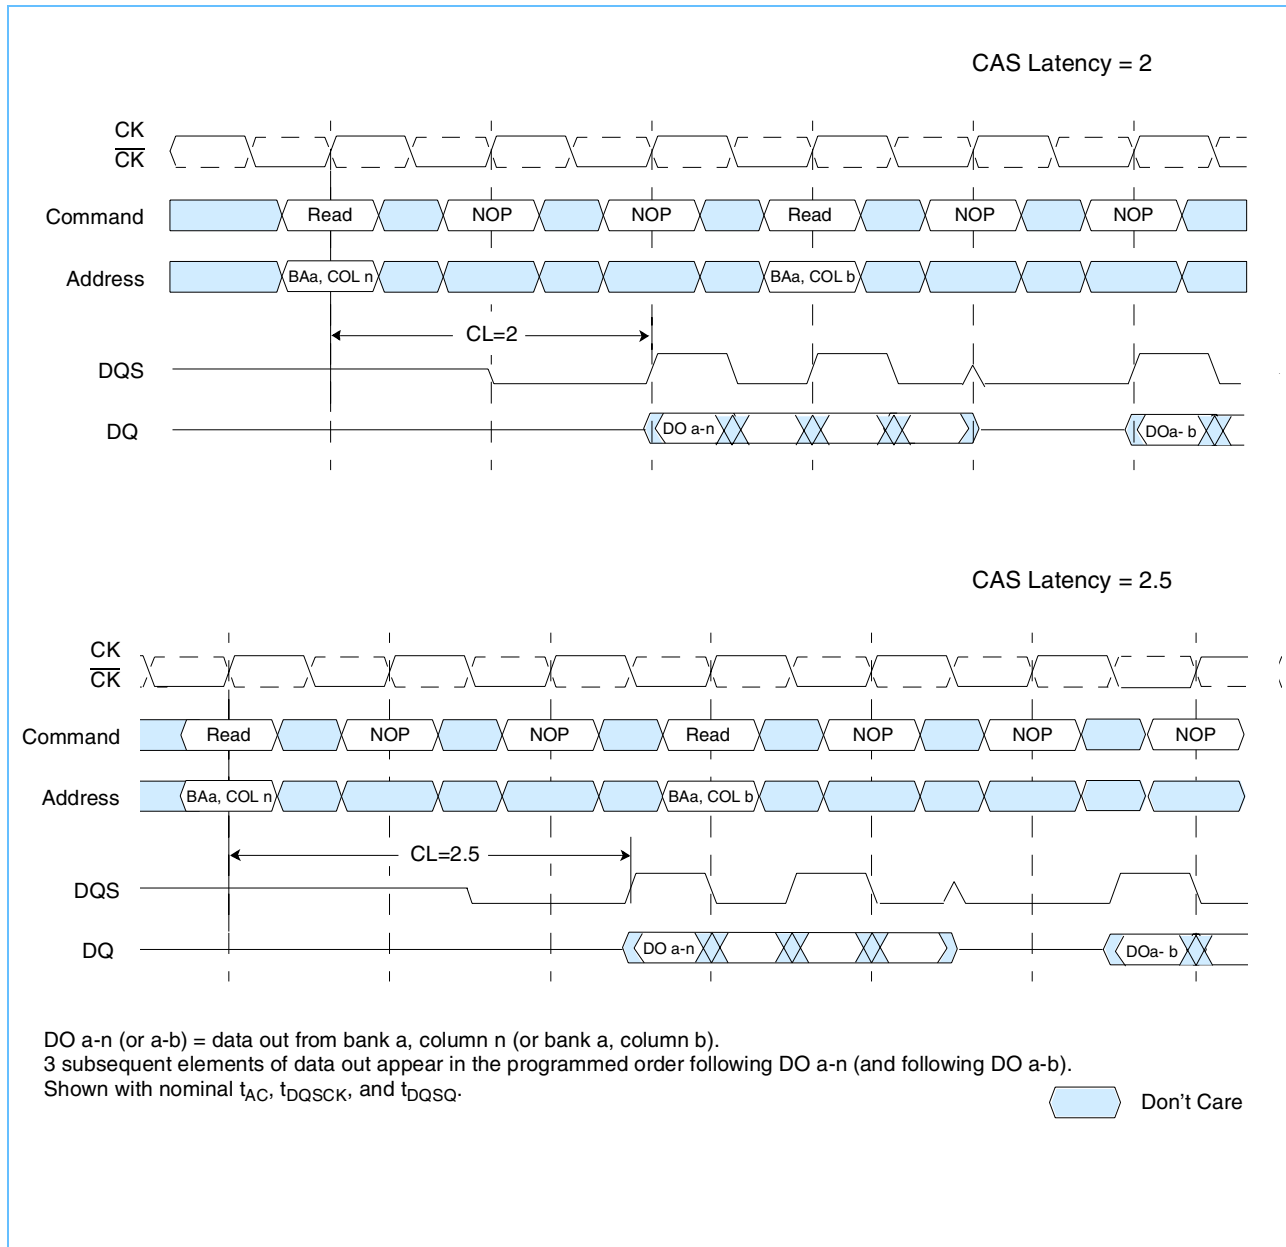 CAS Latency = 2
CK
CK
Command Read NOP NOP Read NOP NOP
Address BAa, COL n BAa, COL b
CL=2
DQS
DQ DO a-n DOa- b
CAS Latency = 2.5
CK
CK
Command Read NOP NOP Read NOP NOP NOP
Address BAa, COL n BAa, COL b
CL=2.5
DQS
DQ DO a-n DOa- b
DO a-n (or a-b) = data out from bank a, column n (or bank a, column b).
3 subsequent elements of data out appear in the programmed order following DO a-n (and following DO a-b).
Shown with nominal tAC, tDQSCK, and tDQSQ.
Don't Care